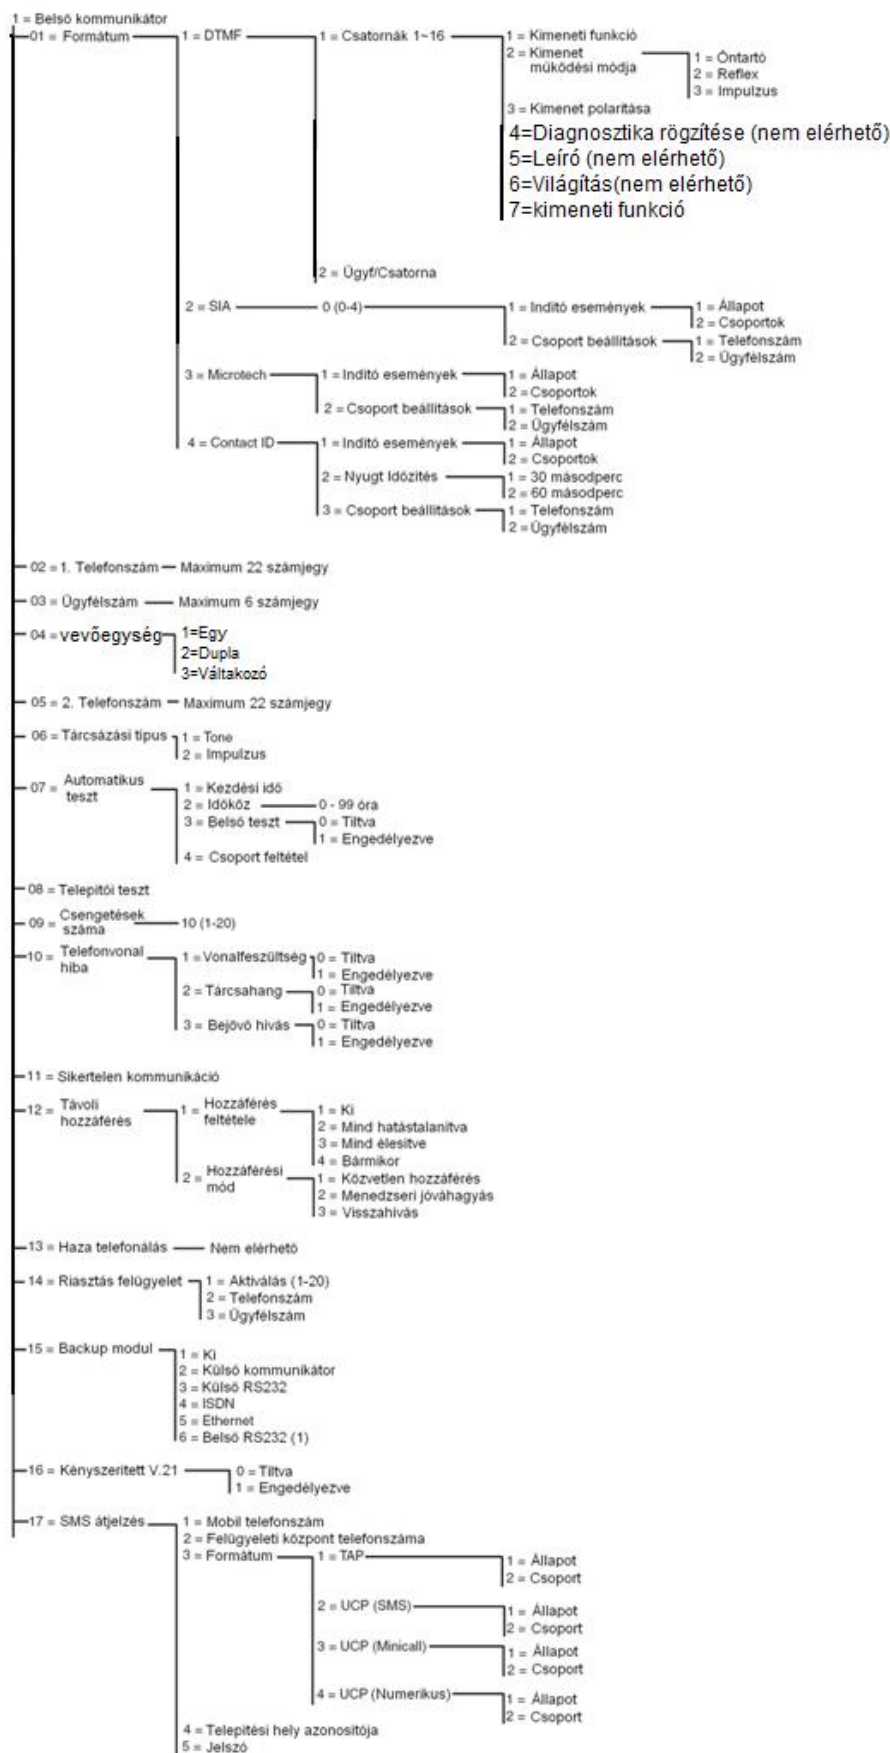 1 = Belső kommunikátor
01 = Formátum 1 = DTMF 1 = Csatornák 1~16 1 = Kimeneti funkció
2 = Kimenet működési módja 1 = Öntartó
2 = Reflex
3 = Impulzus
3 = Kimenet polaritása
4=Diagnosztika rögzítése (nem elérhető)
5=Leíró (nem elérhető)
6=Világítás(nem elérhető)
7=kimeneti funkció
2 = Ügyf/Csatorna
2 = SIA 0 (0-4) 1 = Indító események 1 = Állapot
2 = Csoportok
2 = Csoport beállítások 1 = Telefonszám
2 = Ügyfélszám
3 = Microtech 1 = Indító események 1 = Állapot
2 = Csoportok
2 = Csoport beállítások 1 = Telefonszám
2 = Ügyfélszám
4 = Contact ID 1 = Indító események 1 = Állapot
2 = Csoportok
2 = Nyugt Időzítés 1 = 30 másodperc
2 = 60 másodperc
3 = Csoport beállítások 1 = Telefonszám
2 = Ügyfélszám
02 = 1. Telefonszám Maximum 22 számjegy
03 = Ügyfélszám Maximum 6 számjegy
04 = vevőegység 1=Egy
2=Dupla
3=Váltakozó
05 = 2. Telefonszám Maximum 22 számjegy
06 = Tárcsázási típus 1 = Tone
2 = Impulzus
07 = Automatikus teszt 1 = Kezdési idő
2 = Időköz 0 - 99 óra
3 = Belső teszt 0 = Tiltva
1 = Engedélyezve
4 = Csoport feltétel
08 = Telepítői teszt
09 = Csengetések száma 10 (1-20)
10 = Telefonvonal hiba 1 = Vonalfeszültség 0 = Tiltva
1 = Engedélyezve
2 = Tárcsahang 0 = Tiltva
1 = Engedélyezve
3 = Bejövő hívás 0 = Tiltva
1 = Engedélyezve
11 = Sikertelen kommunikáció
12 = Távoli hozzáférés 1 = Hozzáférés feltétele 1 = Ki
2 = Mind hatástalanítva
3 = Mind élesítve
4 = Bármikor
2 = Hozzáférési mód 1 = Közvetlen hozzáférés
2 = Menedzseri jóváhagyás
3 = Visszahívás
13 = Haza telefonálás Nem elérhető
14 = Riasztás felügyelet 1 = Aktiválás (1-20)
2 = Telefonszám
3 = Ügyfélszám
15 = Backup modul 1 = Ki
2 = Külső kommunikátor
3 = Külső RS232
4 = ISDN
5 = Ethernet
6 = Belső RS232 (1)
16 = Kényszerített V.21 0 = Tiltva
1 = Engedélyezve
17 = SMS átjelzés 1 = Mobil telefonszám
2 = Felügyeleti központ telefonszáma
3 = Formátum 1 = TAP 1 = Állapot
2 = Csoport
2 = UCP (SMS) 1 = Állapot
2 = Csoport
3 = UCP (Minicall) 1 = Állapot
2 = Csoport
4 = UCP (Numerikus) 1 = Állapot
2 = Csoport
4 = Telepítési hely azonosítója
5 = Jelszó